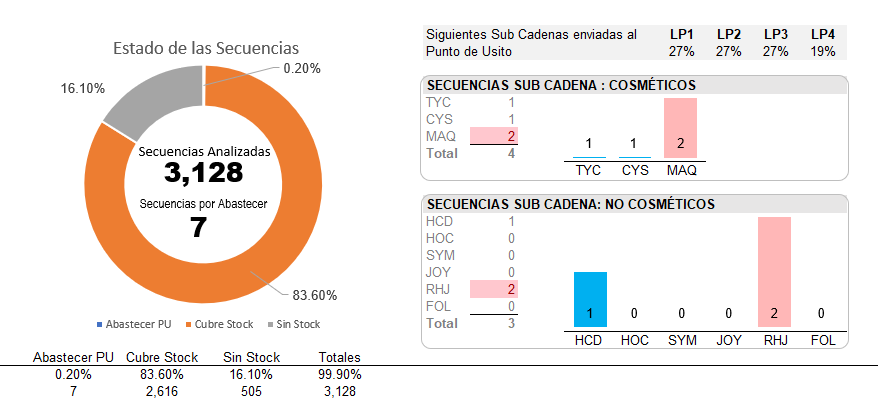 Estado de las Secuencias
0.20%
16.10%
Secuencias Analizadas
3,128
Secuencias por Abastecer
7
83.60%
Abastecer PU Cubre Stock Sin Stock
Abastecer PU Cubre Stock Sin Stock Totales
0.20% 83.60% 16.10% 99.90%
7 2,616 505 3,128
Siguientes Sub Cadenas enviadas al LP1 LP2 LP3 LP4
Punto de Usito 27% 27% 27% 19%
SECUENCIAS SUB CADENA : COSMÉTICOS
TYC 1
CYS 1
MAQ 2
Total 4
1 1 2
TYC CYS MAQ
SECUENCIAS SUB CADENA: NO COSMÉTICOS
HCD 1
HOC 0
SYM 0
JOY 0
RHJ 2
FOL 0
Total 3
1 0 0 0 2 0
HCD HOC SYM JOY RHJ FOL